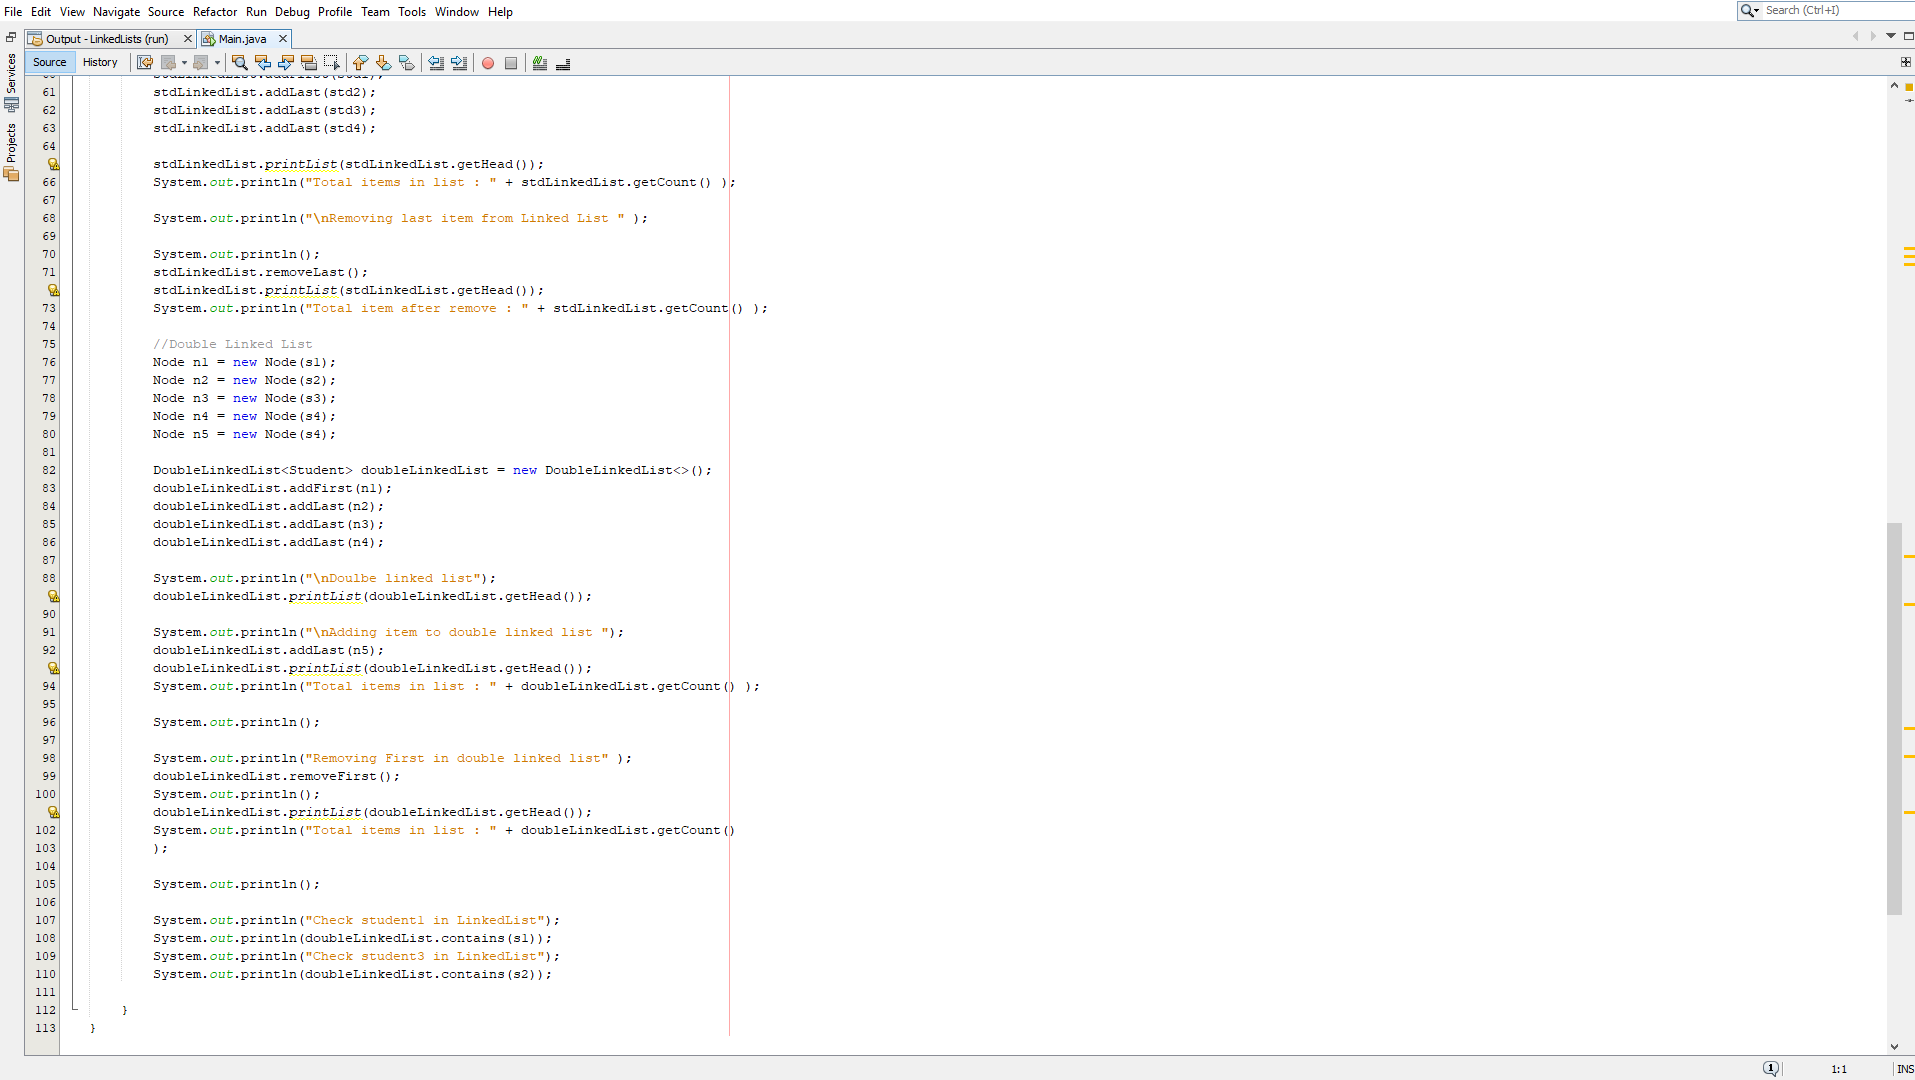 File Edit View Navigate Source Refactor Run Debug Profile Team Tools Window Help
Search (Ctrl+I)
Output - LinkedLists (run)
Main.java
Source History
Services
Projects
61 stdLinkedList.addLast(std2);
62 stdLinkedList.addLast(std3);
63 stdLinkedList.addLast(std4);
64
stdLinkedList.printList(stdLinkedList.getHead());
66 System.out.println("Total items in list : " + stdLinkedList.getCount() );
67
68 System.out.println("\nRemoving last item from Linked List " );
69
70 System.out.println();
71 stdLinkedList.removeLast();
stdLinkedList.printList(stdLinkedList.getHead());
73 System.out.println("Total item after remove : " + stdLinkedList.getCount() );
74
75 //Double Linked List
76 Node n1 = new Node(s1);
77 Node n2 = new Node(s2);
78 Node n3 = new Node(s3);
79 Node n4 = new Node(s4);
80 Node n5 = new Node(s4);
81
82 DoubleLinkedList<Student> doubleLinkedList = new DoubleLinkedList<>();
83 doubleLinkedList.addFirst(n1);
84 doubleLinkedList.addLast(n2);
85 doubleLinkedList.addLast(n3);
86 doubleLinkedList.addLast(n4);
87
88 System.out.println("\nDoulbe linked list");
doubleLinkedList.printList(doubleLinkedList.getHead());
90
91 System.out.println("\nAdding item to double linked list ");
92 doubleLinkedList.addLast(n5);
doubleLinkedList.printList(doubleLinkedList.getHead());
94 System.out.println("Total items in list : " + doubleLinkedList.getCount() );
95
96 System.out.println();
97
98 System.out.println("Removing First in double linked list" );
99 doubleLinkedList.removeFirst();
100 System.out.println();
doubleLinkedList.printList(doubleLinkedList.getHead());
102 System.out.println("Total items in list : " + doubleLinkedList.getCount()
103 );
104
105 System.out.println();
106
107 System.out.println("Check student1 in LinkedList");
108 System.out.println(doubleLinkedList.contains(s1));
109 System.out.println("Check student3 in LinkedList");
110 System.out.println(doubleLinkedList.contains(s2));
111
112 }
113 }
1
1:1
INS